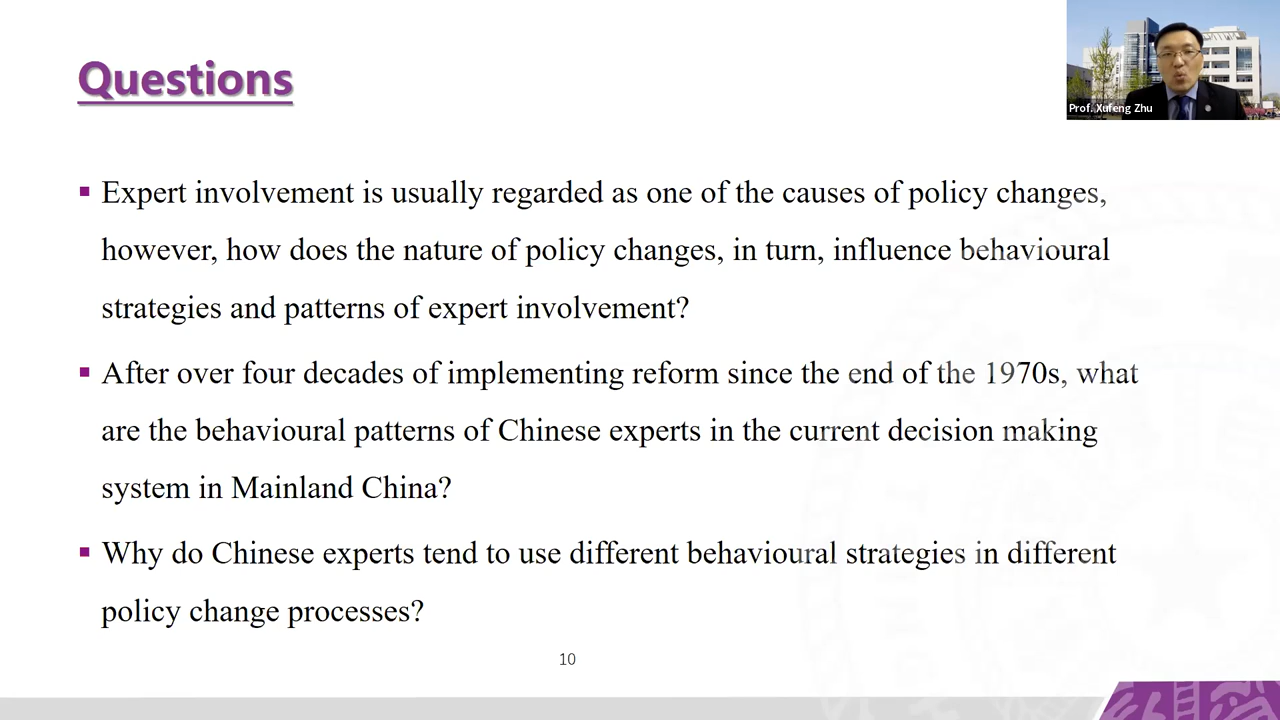 Questions
Prof. Xufeng Zhu
Expert involvement is usually regarded as one of the causes of policy changes,
however, how does the nature of policy changes, in turn, influence behavioural
strategies and patterns of expert involvement?
After over four decades of implementing reform since the end of the 1970s, what
are the behavioural patterns of Chinese experts in the current decision making
system in Mainland China?
Why do Chinese experts tend to use different behavioural strategies in different
policy change processes?
10